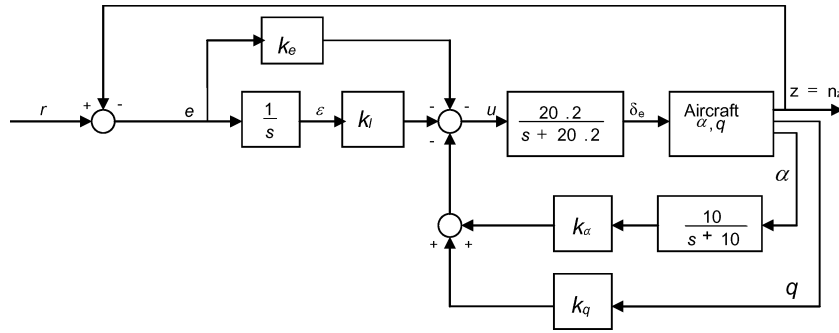 k_e
z = n_z
r
+
-
e
1
s
ε
k_I
-
-
-
u
20 .2
s + 20 .2
δ_e
Aircraft
α, q
α
k_α
10
s + 10
+
+
k_q
q